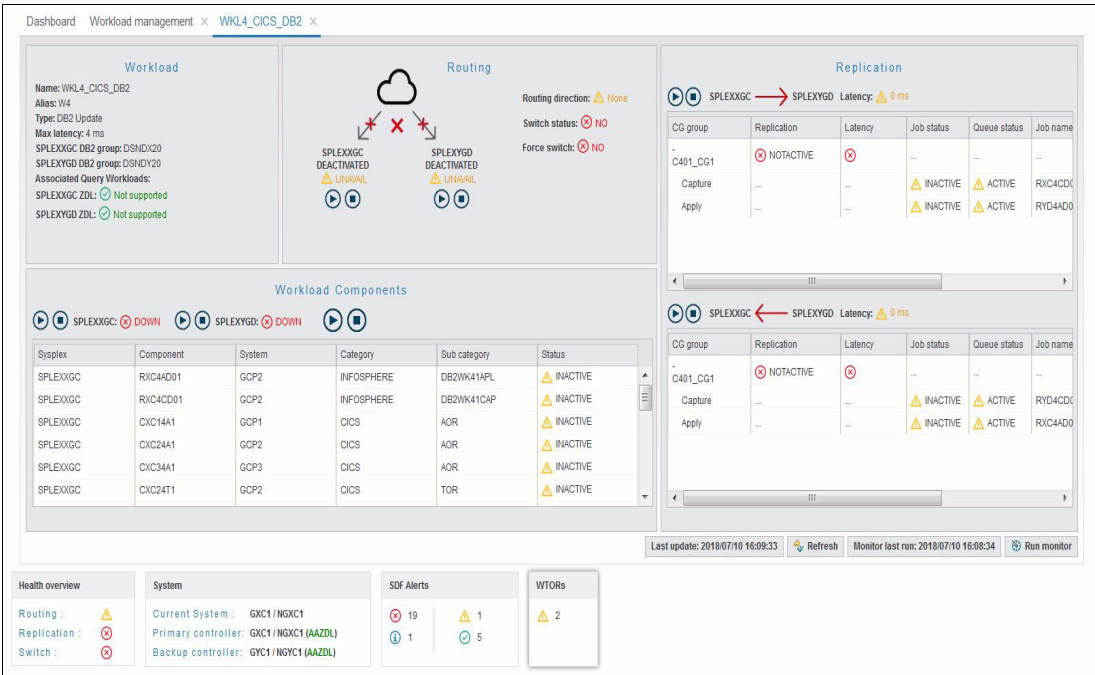 Dashboard Workload management × WKL4_CICS_DB2 ×
Workload
Name: WKL4_CICS_DB2
Alias: W4
Type: DB2 Update
Max latency: 4 ms
SPLEXXGC DB2 group: DSNDX20
SPLEXYGD DB2 group: DSNDY20
Associated Query Workloads:
SPLEXXGC ZDL: Not supported
SPLEXYGD ZDL: Not supported
Routing
SPLEXXGC
DEACTIVATED
UNAVAIL
SPLEXYGD
DEACTIVATED
UNAVAIL
Routing direction: None
Switch status: NO
Force switch: NO
Workload Components
SPLEXXGC: DOWN SPLEXYGD: DOWN
Sysplex Component System Category Sub category Status
SPLEXXGC RXC4AD01 GCP2 INFOSPHERE DB2WK41APL INACTIVE
SPLEXXGC RXC4CD01 GCP2 INFOSPHERE DB2WK41CAP INACTIVE
SPLEXXGC CXC14A1 GCP1 CICS AOR INACTIVE
SPLEXXGC CXC24A1 GCP2 CICS AOR INACTIVE
SPLEXXGC CXC34A1 GCP3 CICS AOR INACTIVE
SPLEXXGC CXC24T1 GCP2 CICS TOR INACTIVE
Replication
SPLEXXGC SPLEXYGD Latency: 0 ms
CG group Replication Latency Job status Queue status Job name
- C401_CG1 NOTACTIVE ... ... ...
Capture ... ... INACTIVE ACTIVE RXC4CD0
Apply ... ... INACTIVE ACTIVE RYD4AD0
SPLEXXGC SPLEXYGD Latency: 0 ms
CG group Replication Latency Job status Queue status Job name
- C401_CG1 NOTACTIVE ... ... ...
Capture ... ... INACTIVE ACTIVE RYD4CD0
Apply ... ... INACTIVE ACTIVE RXC4AD0
Last update: 2018/07/10 16:09:33 Refresh Monitor last run: 2018/07/10 16:08:34 Run monitor
Health overview
Routing :
Replication :
Switch :
System
Current System : GXC1 / NGXC1
Primary controller: GXC1 / NGXC1 (AAZDL)
Backup controller: GYC1 / NGYC1 (AAZDL)
SDF Alerts
19 1
1 5
WTORs
2